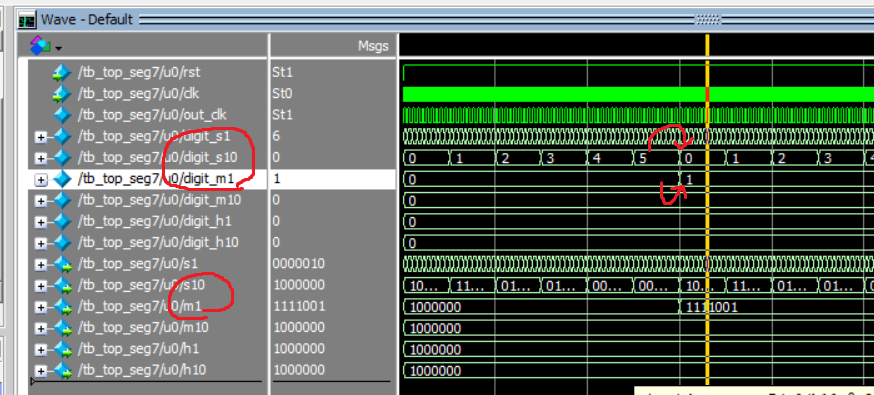 Wave - Default
Msgs
/tb_top_seg7/u0/rst St1
/tb_top_seg7/u0/clk St0
/tb_top_seg7/u0/out_clk St1
/tb_top_seg7/u0/digit_s1 6
/tb_top_seg7/u0/digit_s10 0 0 1 2 3 4 5 0 1 2 3 4
/tb_top_seg7/u0/digit_m1 1 0 1
/tb_top_seg7/u0/digit_m10 0 0
/tb_top_seg7/u0/digit_h1 0 0
/tb_top_seg7/u0/digit_h10 0 0
/tb_top_seg7/u0/s1 0000010
/tb_top_seg7/u0/s10 1000000 10... 11... 01... 01... 00... 00... 10... 11... 01... 01... 0
/tb_top_seg7/u0/m1 1111001 1000000 1111001
/tb_top_seg7/u0/m10 1000000 1000000
/tb_top_seg7/u0/h1 1000000 1000000
/tb_top_seg7/u0/h10 1000000 1000000